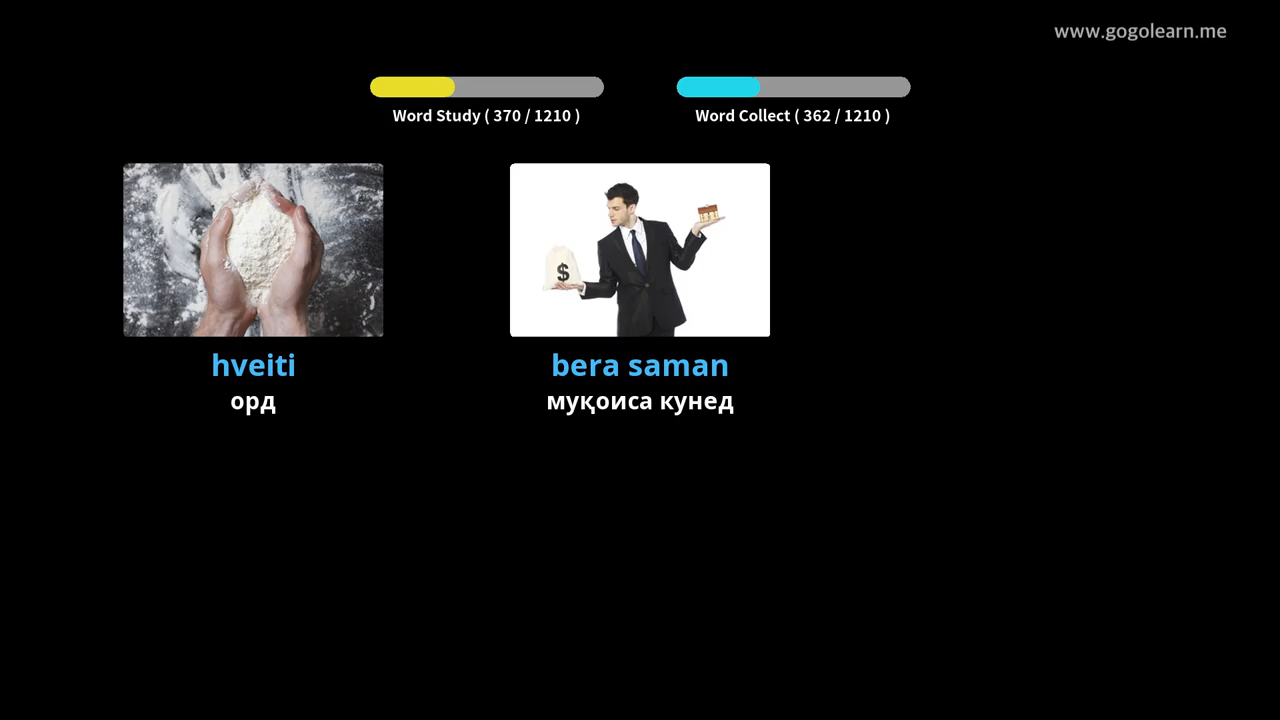 www.gogolearn.me
Word Study ( 370 / 1210 )
Word Collect ( 362 / 1210 )
hveiti
орд
$
bera saman
муқоиса кунед